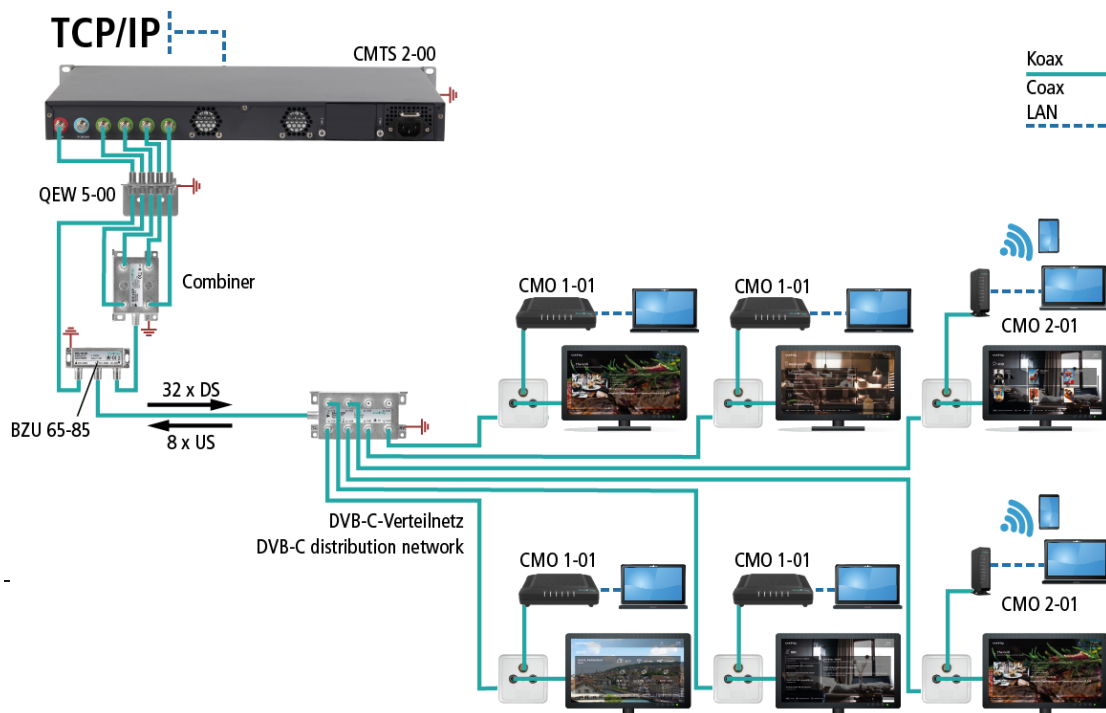 TCP/IP
CMTS 2-00
Koax
Coax
LAN
QEW 5-00
Combiner
CMO 1-01
CMO 1-01
CMO 2-01
32 x DS
8 x US
BZU 65-85
DVB-C-Verteilnetz
DVB-C distribution network
CMO 1-01
CMO 1-01
CMO 2-01
-